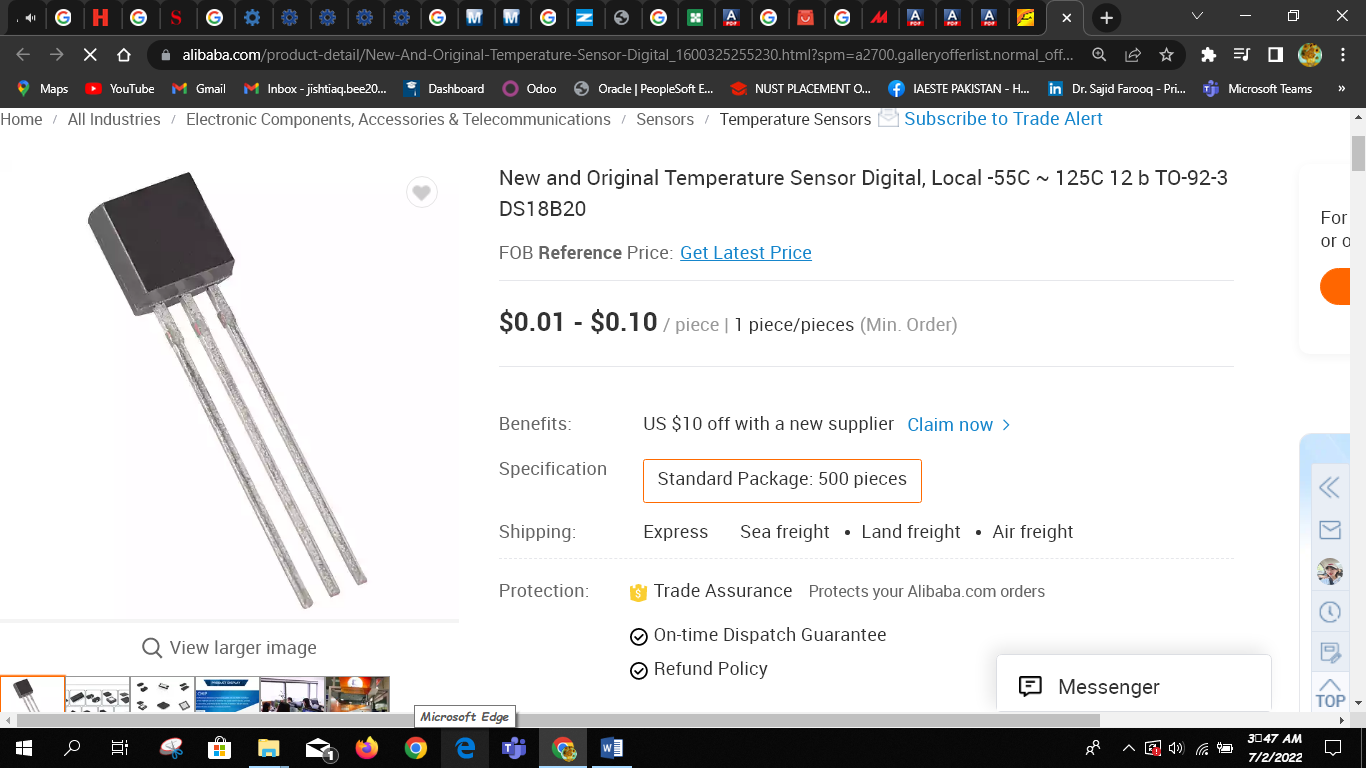 alibaba.com/product-detail/New-And-Original-Temperature-Sensor-Digital_1600325255230.html?spm=a2700.galleryofferlist.normal_off...
Maps
YouTube
Gmail
Inbox - jishtiaq.bee20...
Dashboard
Odoo
Oracle | PeopleSoft E...
NUST PLACEMENT O...
IAESTE PAKISTAN - H...
Dr. Sajid Farooq - Pri...
Microsoft Teams
»
Home / All Industries / Electronic Components, Accessories & Telecommunications / Sensors / Temperature Sensors Subscribe to Trade Alert
New and Original Temperature Sensor Digital, Local -55C ~ 125C 12 b TO-92-3
DS18B20
For
or o
FOB Reference Price: Get Latest Price
$0.01 - $0.10 / piece | 1 piece/pieces (Min. Order)
Benefits: US $10 off with a new supplier Claim now >
Specification Standard Package: 500 pieces
Shipping: Express Sea freight • Land freight • Air freight
Protection: Trade Assurance Protects your Alibaba.com orders
On-time Dispatch Guarantee
Refund Policy
View larger image
Messenger
TOP
Microsoft Edge
1
3:47 AM
7/2/2022